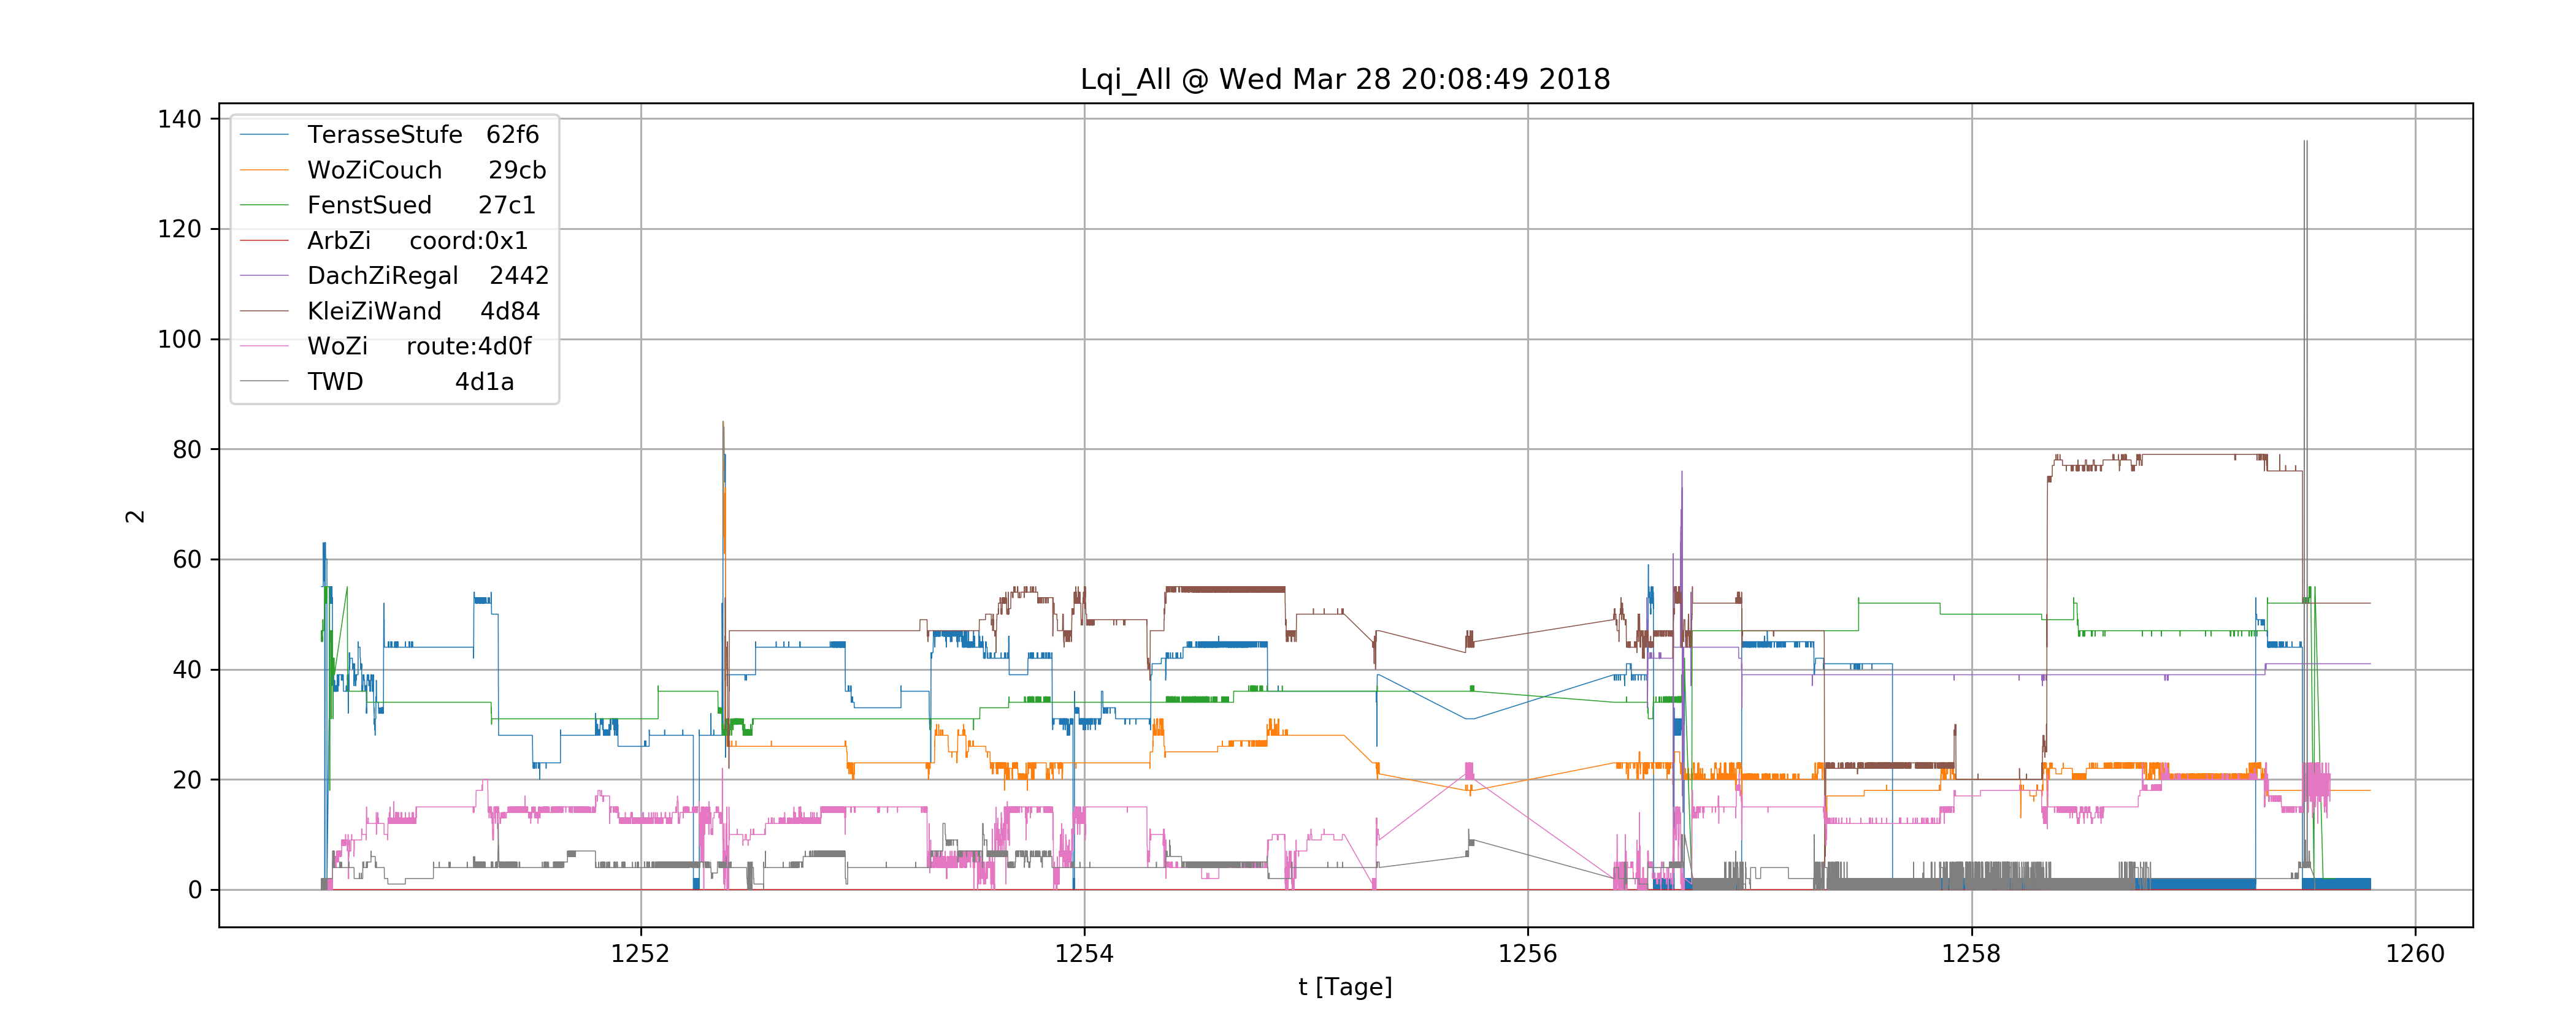 Lqi_All @ Wed Mar 28 20:08:49 2018
140
120
100
80
60
40
20
0
2
TerasseStufe 62f6
WoZiCouch 29cb
FenstSued 27c1
ArbZi coord:0x1
DachZiRegal 2442
KleiZiWand 4d84
WoZi route:4d0f
TWD 4d1a
1252 1254 1256 1258 1260
t [Tage]